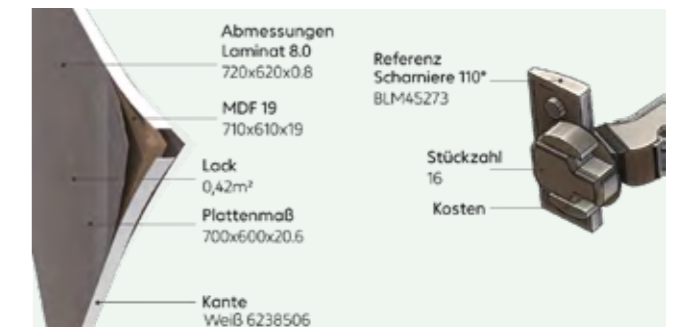 Abmessungen
Laminat 8.0
720x620x0.8
MDF 19
710x610x19
Lack
0,42m²
Plattenmaß
700x600x20.6
Kante
Weiß 6238506
Referenz
Scharniere 110°
BLM45273
Stückzahl
16
Kosten